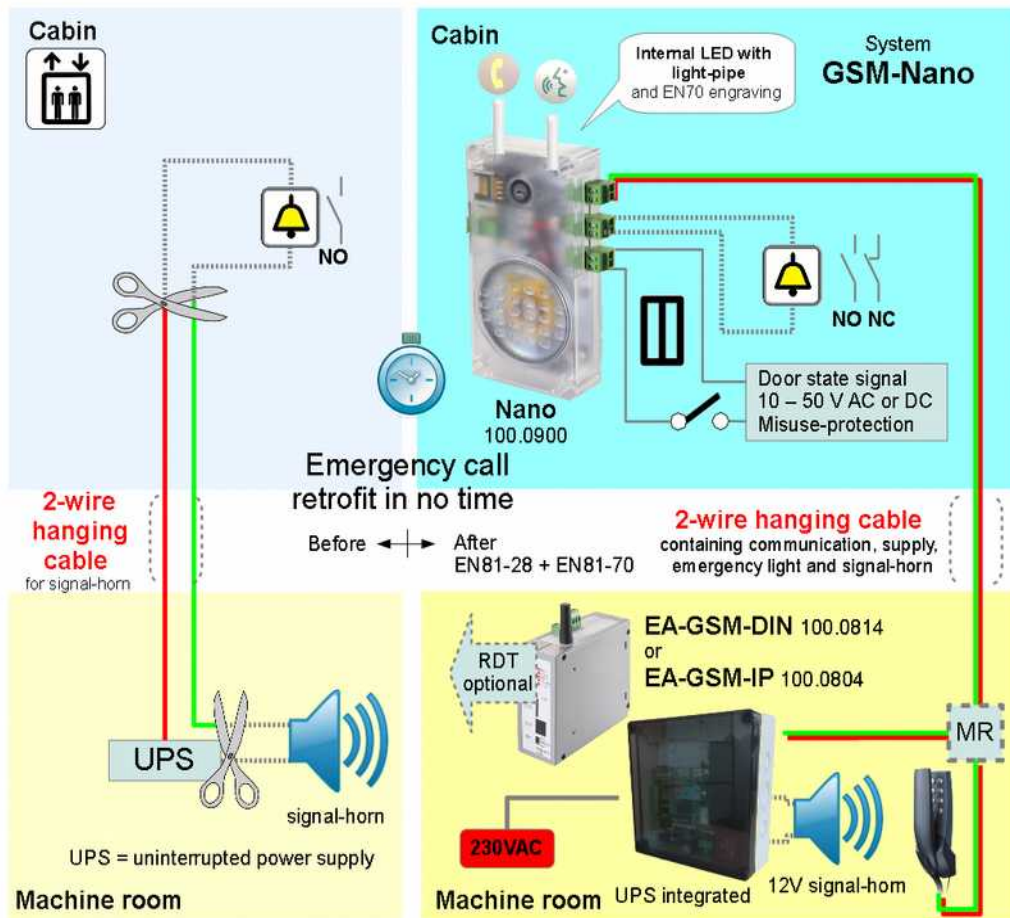 Cabin
NO
Cabin
Internal LED with
light-pipe
and EN70 engraving
System
GSM-Nano
NO NC
Door state signal
10 – 50 V AC or DC
Misuse-protection
Nano
100.0900
Emergency call
retrofit in no time
Before
After
EN81-28 + EN81-70
2-wire
hanging
cable
for signal-horn
2-wire hanging cable
containing communication, supply,
emergency light and signal-horn
UPS
signal-horn
UPS = uninterrupted power supply
Machine room
RDT
optional
EA-GSM-DIN 100.0814
or
EA-GSM-IP 100.0804
MR
230VAC
UPS integrated
12V signal-horn
Machine room